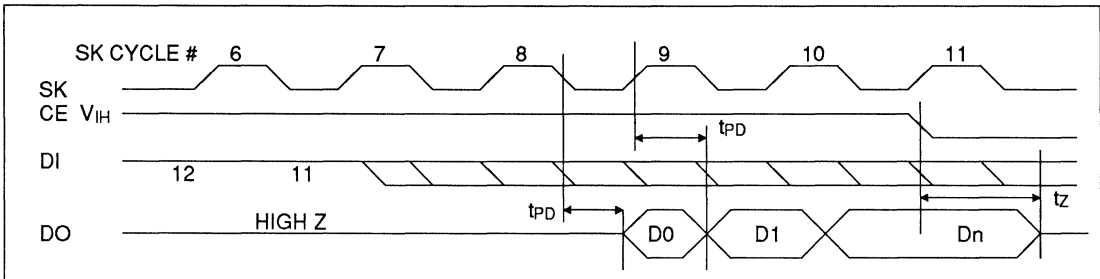 SK CYCLE # 6 7 8 9 10 11
SK
CE VIH
tPD
DI
12 11
tZ
tPD
HIGH Z
DO D0 D1 Dn